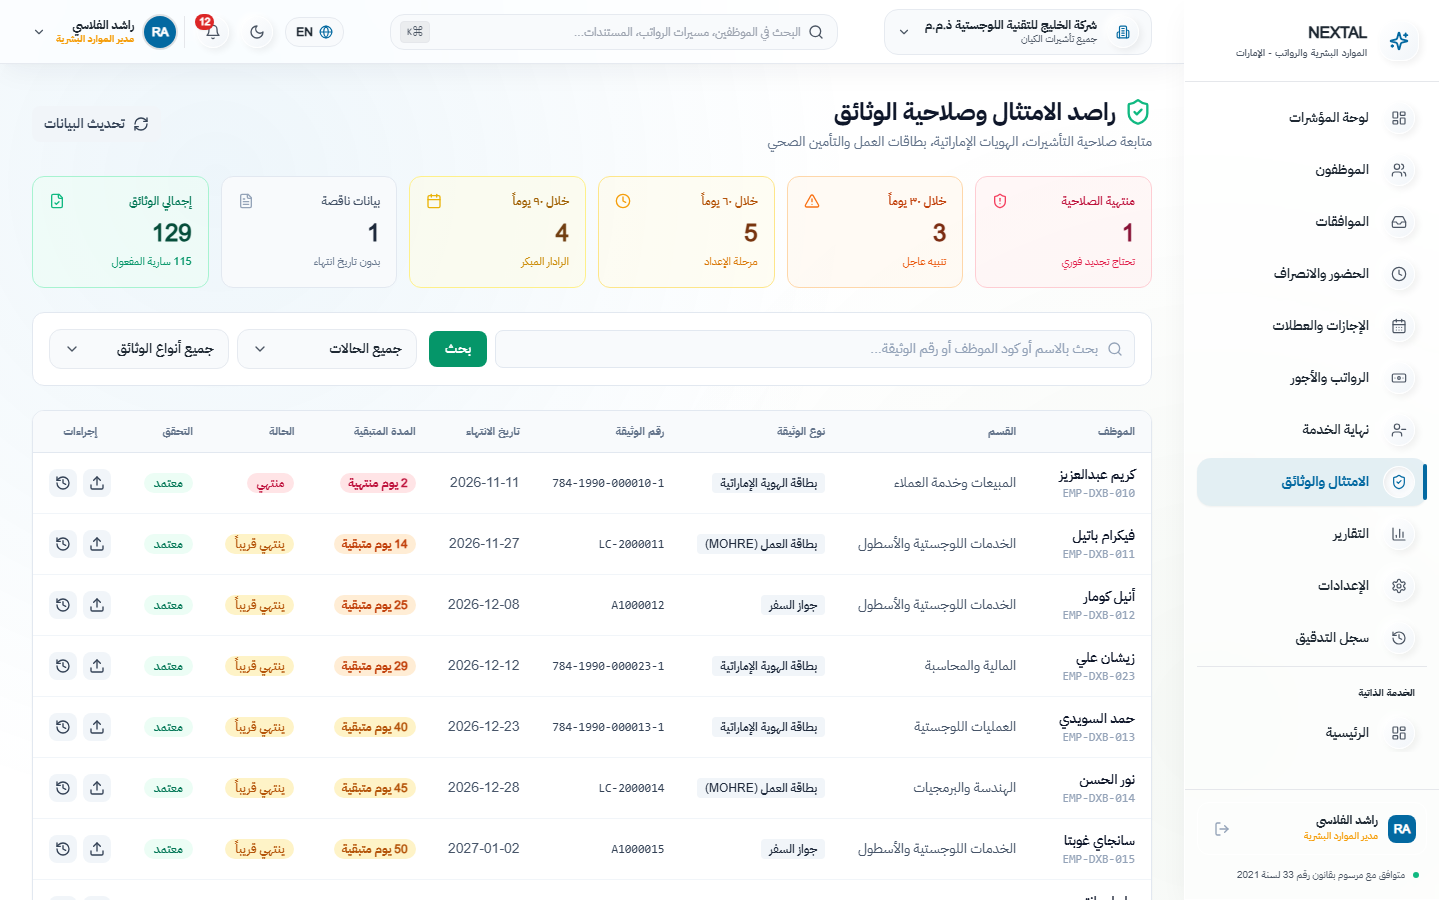 NEXTAL
الموارد البشرية والرواتب - الإمارات
لوحة المؤشرات
الموظفون
الموافقات
الحضور والانصراف
الإجازات والعطلات
الرواتب والأجور
نهاية الخدمة
الامتثال والوثائق
التقارير
الإعدادات
سجل التدقيق
الخدمة الذاتية
الرئيسية
راشد الفلاسي
مدير الموارد البشرية
RA
متوافق مع مرسوم بقانون رقم 33 لسنة 2021
شركة الخليج للتقنية اللوجستية ذ.م.م
جميع تأشيرات الكيان
البحث في الموظفين، مسيرات الرواتب، المستندات...
⌘K
EN
12
RA
راشد الفلاسي
مدير الموارد البشرية
راصد الامتثال وصلاحية الوثائق
متابعة صلاحية التأشيرات، الهويات الإماراتية، بطاقات العمل والتأمين الصحي
تحديث البيانات
منتهية الصلاحية
1
تحتاج تجديد فوري
خلال ٣٠ يوماً
3
تنبيه عاجل
خلال ٦٠ يوماً
5
مرحلة الإعداد
خلال ٩٠ يوماً
4
الرادار المبكر
بيانات ناقصة
1
بدون تاريخ انتهاء
إجمالي الوثائق
129
115 سارية المفعول
بحث بالاسم أو كود الموظف أو رقم الوثيقة...
بحث
جميع الحالات
جميع أنواع الوثائق
الموظف القسم نوع الوثيقة رقم الوثيقة تاريخ الانتهاء المدة المتبقية الحالة التحقق إجراءات
كريم عبدالعزيز المبيعات وخدمة العملاء بطاقة الهوية الإماراتية 784-1990-000010-1 2026-11-11 2 يوم منتهية منتهي معتمد
EMP-DXB-010
فيكرام باتيل الخدمات اللوجستية والأسطول بطاقة العمل (MOHRE) LC-2000011 2026-11-27 14 يوم متبقية ينتهي قريباً معتمد
EMP-DXB-011
أنيل كومار الخدمات اللوجستية والأسطول جواز السفر A1000012 2026-12-08 25 يوم متبقية ينتهي قريباً معتمد
EMP-DXB-012
زيشان علي المالية والمحاسبة بطاقة الهوية الإماراتية 784-1990-000023-1 2026-12-12 29 يوم متبقية ينتهي قريباً معتمد
EMP-DXB-023
حمد السويدي العمليات اللوجستية بطاقة الهوية الإماراتية 784-1990-000013-1 2026-12-23 40 يوم متبقية ينتهي قريباً معتمد
EMP-DXB-013
نور الحسن الهندسة والبرمجيات بطاقة العمل (MOHRE) LC-2000014 2026-12-28 45 يوم متبقية ينتهي قريباً معتمد
EMP-DXB-014
سانجاي غوبتا الخدمات اللوجستية والأسطول جواز السفر A1000015 2027-01-02 50 يوم متبقية ينتهي قريباً معتمد
EMP-DXB-015